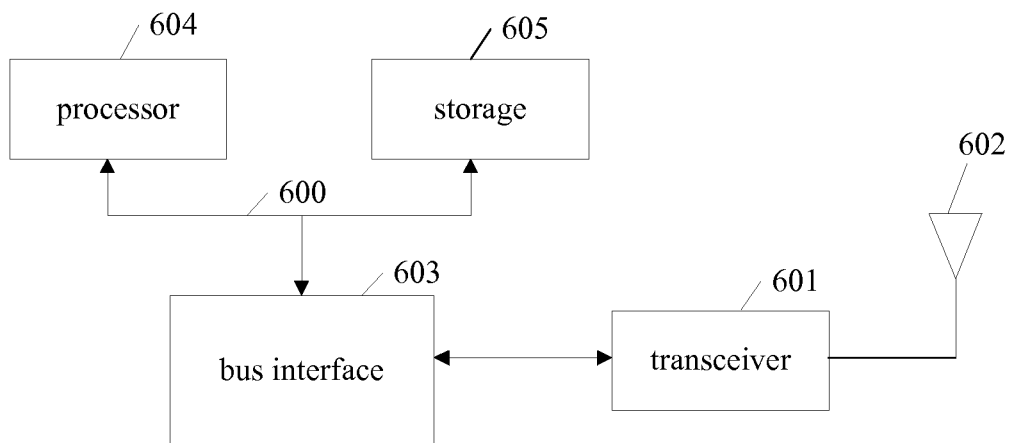 604
processor
605
storage
600
602
603
bus interface
601
transceiver